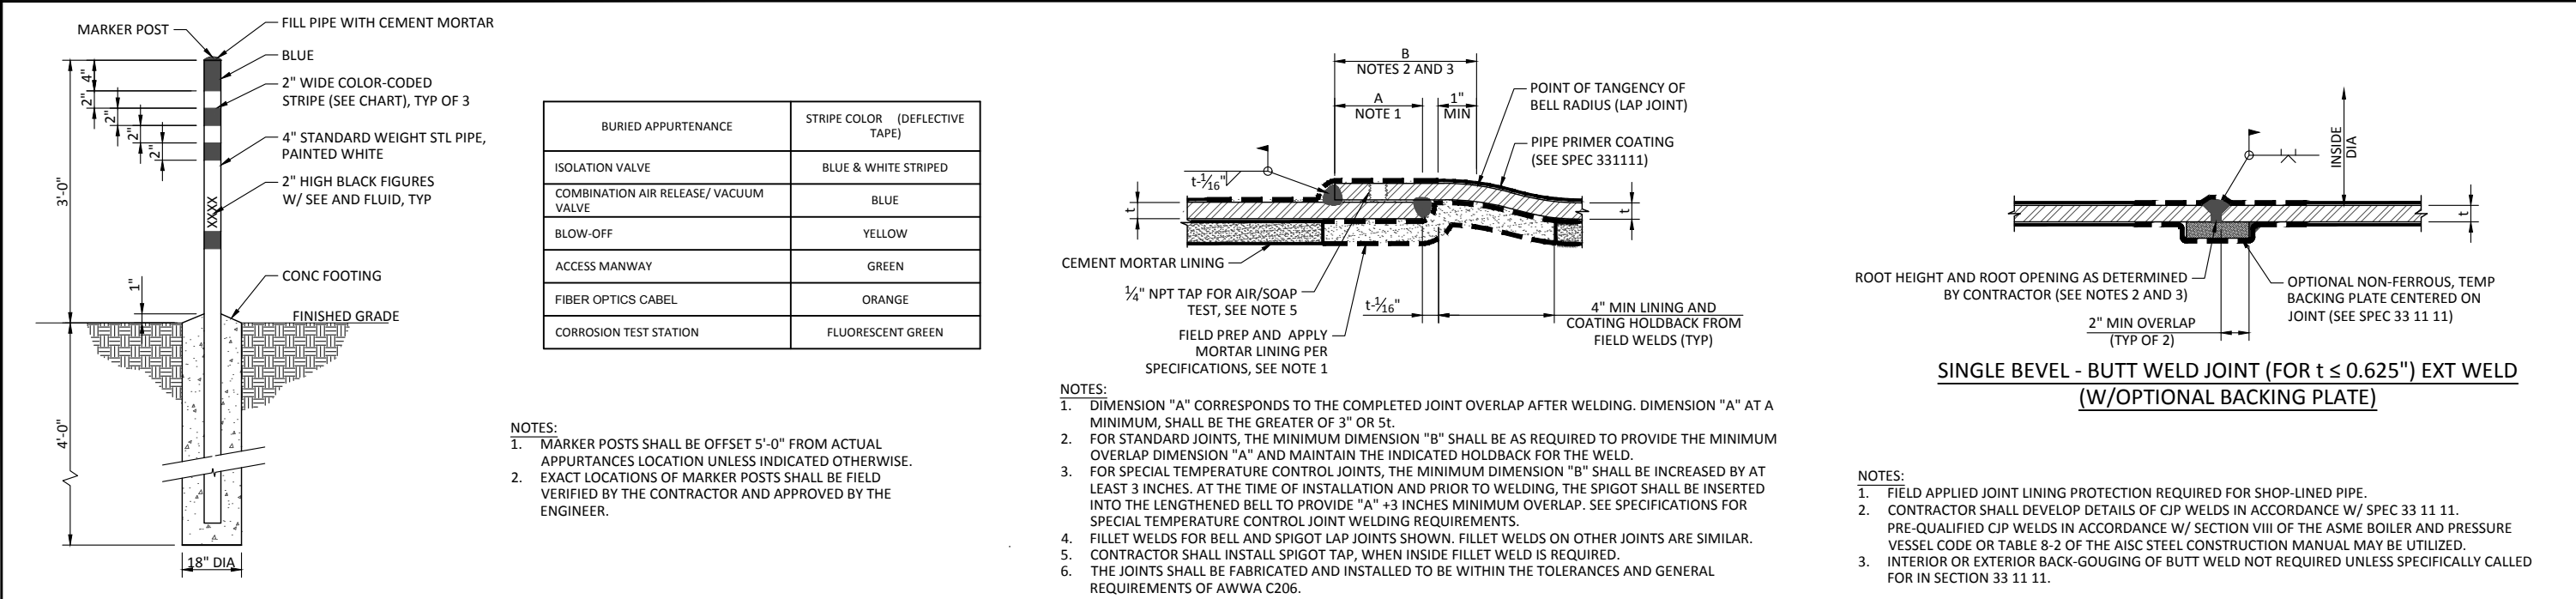 MARKER POST
FILL PIPE WITH CEMENT MORTAR
BLUE
2" WIDE COLOR-CODED
STRIPE (SEE CHART), TYP OF 3
4" STANDARD WEIGHT STL PIPE,
PAINTED WHITE
2" HIGH BLACK FIGURES
W/ SEE AND FLUID, TYP
XXXX
4"
2"
2"
2"
2"
3'-0"
1"
CONC FOOTING
FINISHED GRADE
4'-0"
18" DIA
BURIED APPURTENANCE
STRIPE COLOR (DEFLECTIVE
TAPE)
ISOLATION VALVE
BLUE & WHITE STRIPED
COMBINATION AIR RELEASE/ VACUUM
VALVE
BLUE
BLOW-OFF
YELLOW
ACCESS MANWAY
GREEN
FIBER OPTICS CABEL
ORANGE
CORROSION TEST STATION
FLUORESCENT GREEN
NOTES:
1. MARKER POSTS SHALL BE OFFSET 5'-0" FROM ACTUAL
APPURTANCES LOCATION UNLESS INDICATED OTHERWISE.
2. EXACT LOCATIONS OF MARKER POSTS SHALL BE FIELD
VERIFIED BY THE CONTRACTOR AND APPROVED BY THE
ENGINEER.
B
NOTES 2 AND 3
A
NOTE 1
1"
MIN
POINT OF TANGENCY OF
BELL RADIUS (LAP JOINT)
PIPE PRIMER COATING
(SEE SPEC 331111)
t-1/16"
t
t
CEMENT MORTAR LINING
1/4" NPT TAP FOR AIR/SOAP
TEST, SEE NOTE 5
t-1/16"
4" MIN LINING AND
COATING HOLDBACK FROM
FIELD WELDS (TYP)
FIELD PREP AND APPLY
MORTAR LINING PER
SPECIFICATIONS, SEE NOTE 1
NOTES:
1. DIMENSION "A" CORRESPONDS TO THE COMPLETED JOINT OVERLAP AFTER WELDING. DIMENSION "A" AT A
MINIMUM, SHALL BE THE GREATER OF 3" OR 5t.
2. FOR STANDARD JOINTS, THE MINIMUM DIMENSION "B" SHALL BE AS REQUIRED TO PROVIDE THE MINIMUM
OVERLAP DIMENSION "A" AND MAINTAIN THE INDICATED HOLDBACK FOR THE WELD.
3. FOR SPECIAL TEMPERATURE CONTROL JOINTS, THE MINIMUM DIMENSION "B" SHALL BE INCREASED BY AT
LEAST 3 INCHES. AT THE TIME OF INSTALLATION AND PRIOR TO WELDING, THE SPIGOT SHALL BE INSERTED
INTO THE LENGTHENED BELL TO PROVIDE "A" +3 INCHES MINIMUM OVERLAP. SEE SPECIFICATIONS FOR
SPECIAL TEMPERATURE CONTROL JOINT WELDING REQUIREMENTS.
4. FILLET WELDS FOR BELL AND SPIGOT LAP JOINTS SHOWN. FILLET WELDS ON OTHER JOINTS ARE SIMILAR.
5. CONTRACTOR SHALL INSTALL SPIGOT TAP, WHEN INSIDE FILLET WELD IS REQUIRED.
6. THE JOINTS SHALL BE FABRICATED AND INSTALLED TO BE WITHIN THE TOLERANCES AND GENERAL
REQUIREMENTS OF AWWA C206.
INSIDE
DIA
t
ROOT HEIGHT AND ROOT OPENING AS DETERMINED
BY CONTRACTOR (SEE NOTES 2 AND 3)
OPTIONAL NON-FERROUS, TEMP
BACKING PLATE CENTERED ON
JOINT (SEE SPEC 33 11 11)
2" MIN OVERLAP
(TYP OF 2)
SINGLE BEVEL - BUTT WELD JOINT (FOR t ≤ 0.625") EXT WELD
(W/OPTIONAL BACKING PLATE)
NOTES:
1. FIELD APPLIED JOINT LINING PROTECTION REQUIRED FOR SHOP-LINED PIPE.
2. CONTRACTOR SHALL DEVELOP DETAILS OF CJP WELDS IN ACCORDANCE W/ SPEC 33 11 11.
PRE-QUALIFIED CJP WELDS IN ACCORDANCE W/ SECTION VIII OF THE ASME BOILER AND PRESSURE
VESSEL CODE OR TABLE 8-2 OF THE AISC STEEL CONSTRUCTION MANUAL MAY BE UTILIZED.
3. INTERIOR OR EXTERIOR BACK-GOUGING OF BUTT WELD NOT REQUIRED UNLESS SPECIFICALLY CALLED
FOR IN SECTION 33 11 11.